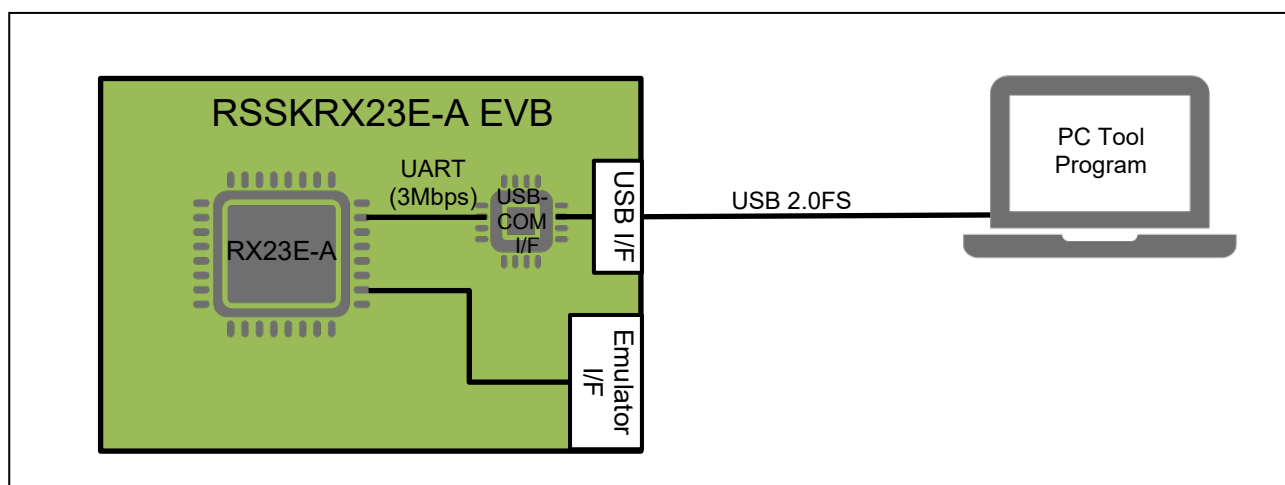 RSSKRX23E-A EVB
UART
(3Mbps)
USB-
COM
I/F
RX23E-A
USB I/F
Emulator
I/F
USB 2.0FS
PC Tool
Program